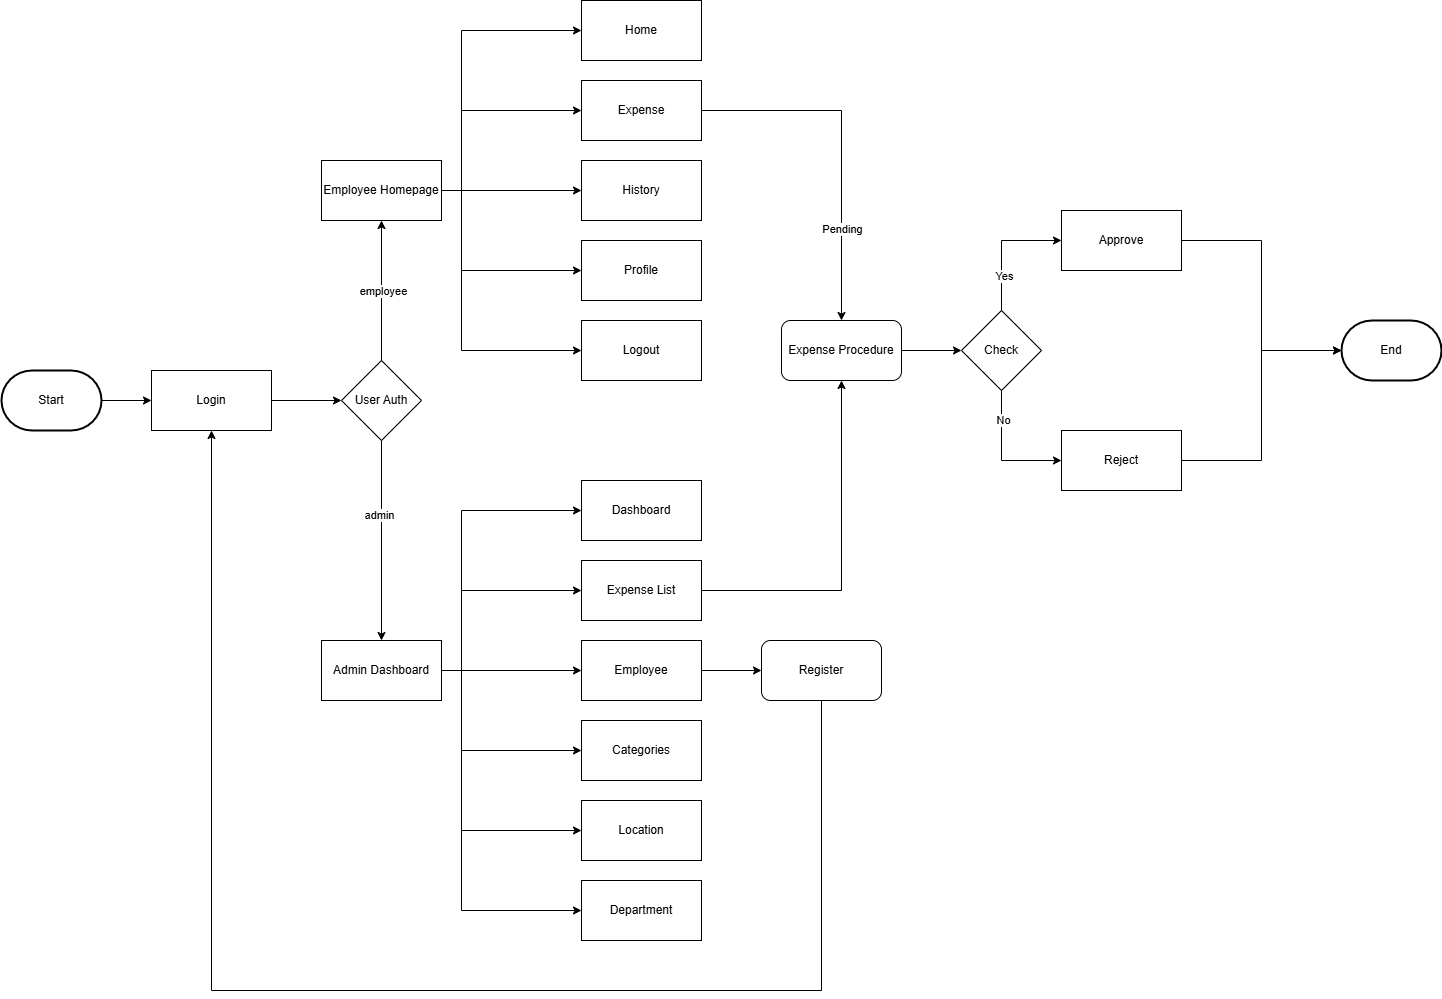 Home
Expense
Employee Homepage
History
Pending
Approve
Profile
Yes
employee
Logout
Expense Procedure
Check
End
Start
Login
User Auth
No
Reject
admin
Dashboard
Expense List
Admin Dashboard
Employee
Register
Categories
Location
Department